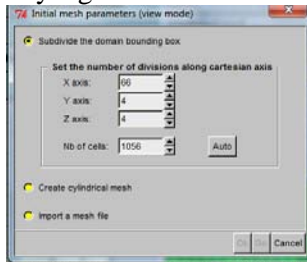 Initial mesh parameters (view mode)
Subdivide the domain bounding box
Set the number of divisions along cartesian axis
X axis: 66
Y axis: 4
Z axis: 4
Nb of cells: 1056 Auto
Create cylindrical mesh
Import a mesh file
Cancel